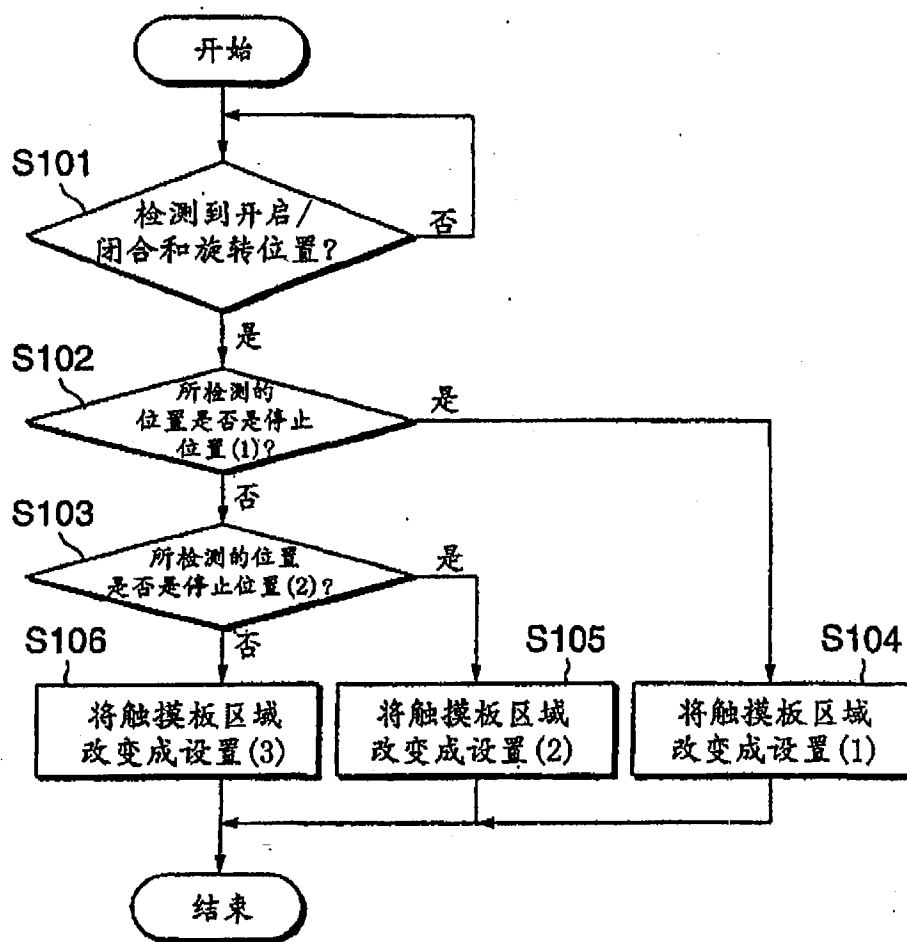 开始
S101
检测到开启/
闭合和旋转位置?
否
是
S102
所检测的
位置是否是停止
位置(1)?
是
否
S103
所检测的位置
是否是停止位置(2)?
是
否
S106
将触摸板区域
改变成设置(3)
S105
将触摸板区域
改变成设置(2)
S104
将触摸板区域
改变成设置(1)
结束